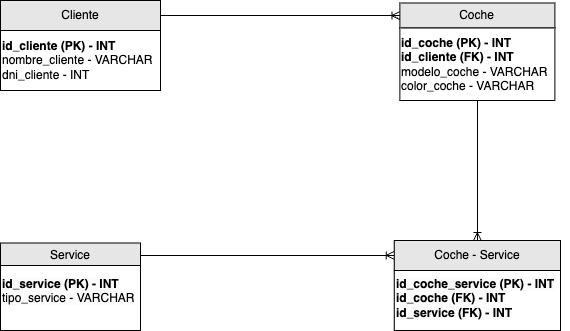 Cliente
id_cliente (PK) - INT
nombre_cliente - VARCHAR
dni_cliente - INT
Coche
id_coche (PK) - INT
id_cliente (FK) - INT
modelo_coche - VARCHAR
color_coche - VARCHAR
Service
id_service (PK) - INT
tipo_service - VARCHAR
Coche - Service
id_coche_service (PK) - INT
id_coche (FK) - INT
id_service (FK) - INT